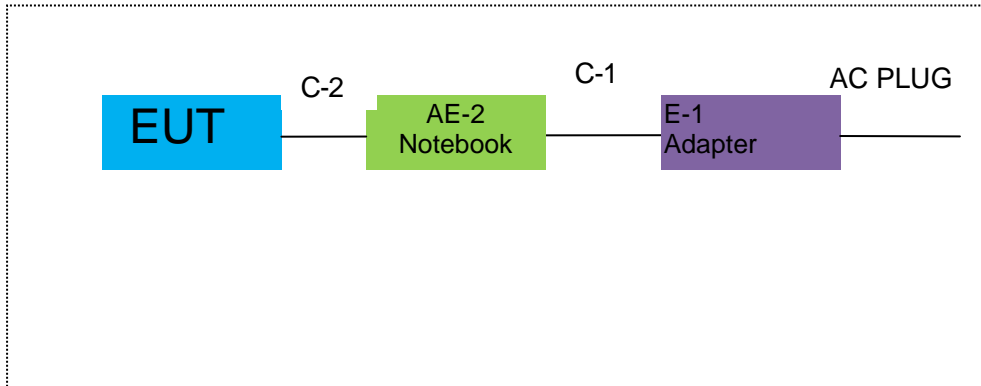 C-2
C-1
AC PLUG
EUT
AE-2
Notebook
E-1
Adapter